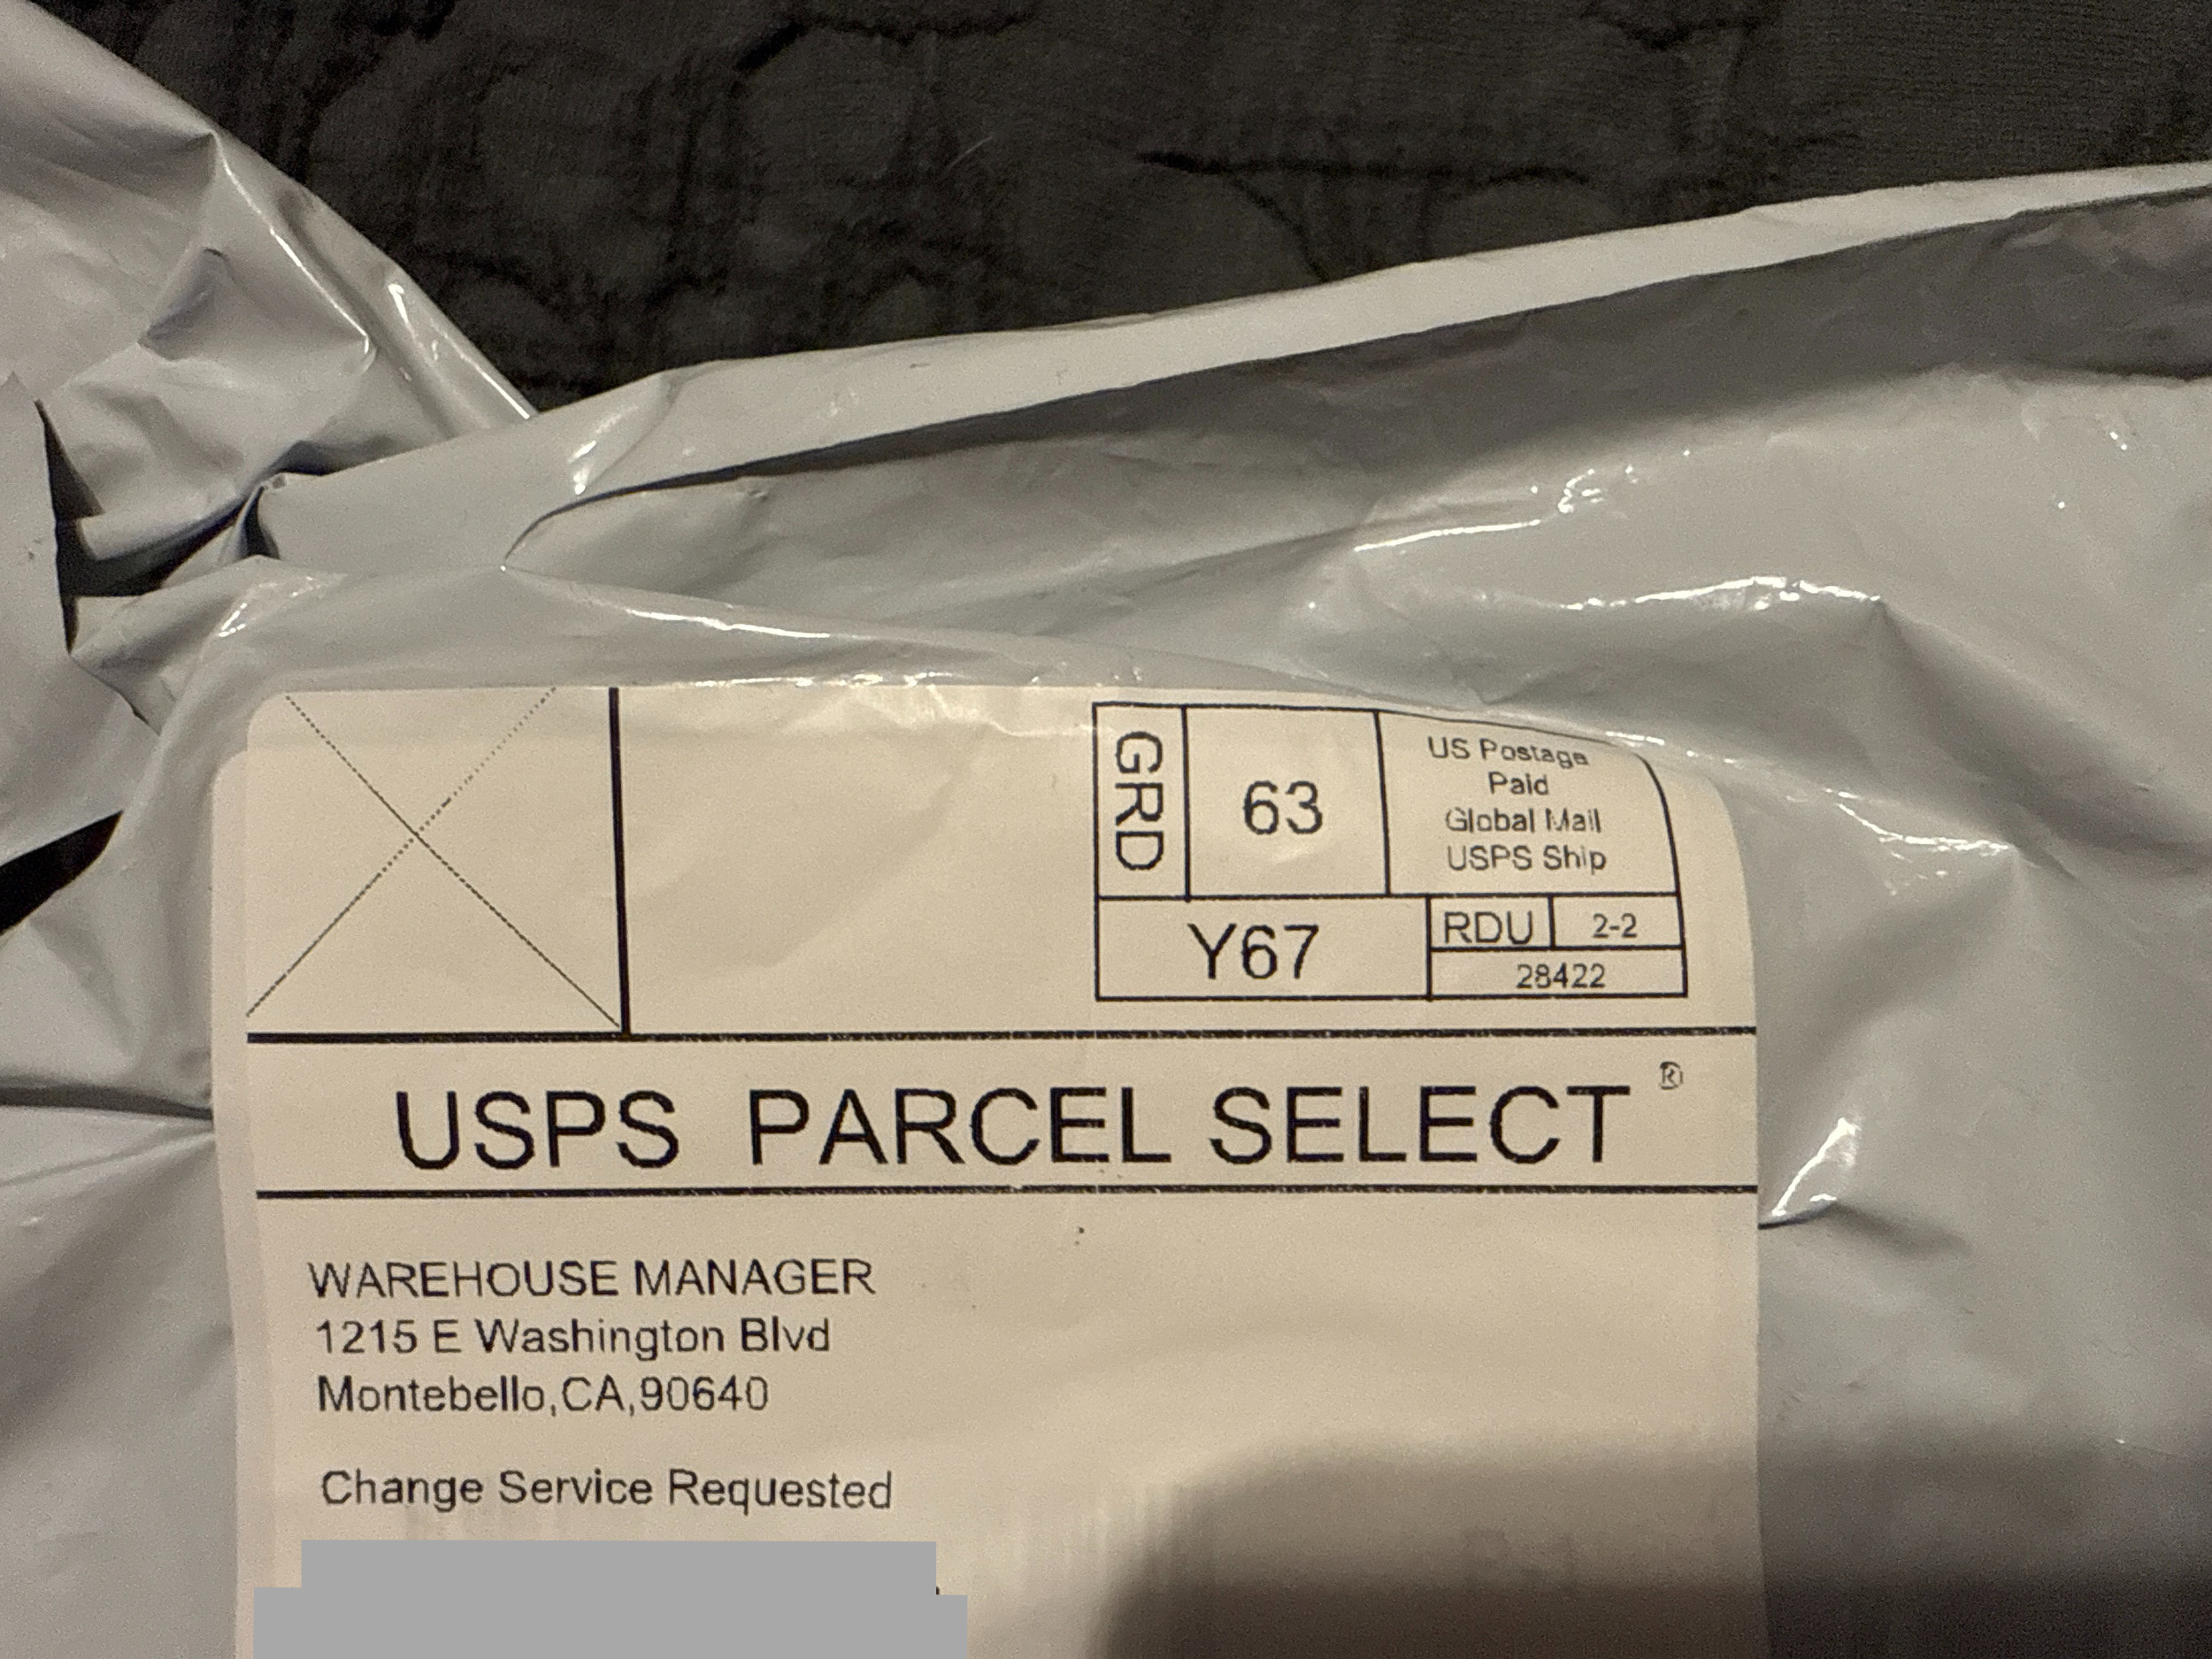 GRD
63
US Postage
Paid
Global Mail
USPS Ship
Y67
RDU
2-2
28422
USPS PARCEL SELECT ®
WAREHOUSE MANAGER
1215 E Washington Blvd
Montebello,CA,90640
Change Service Requested